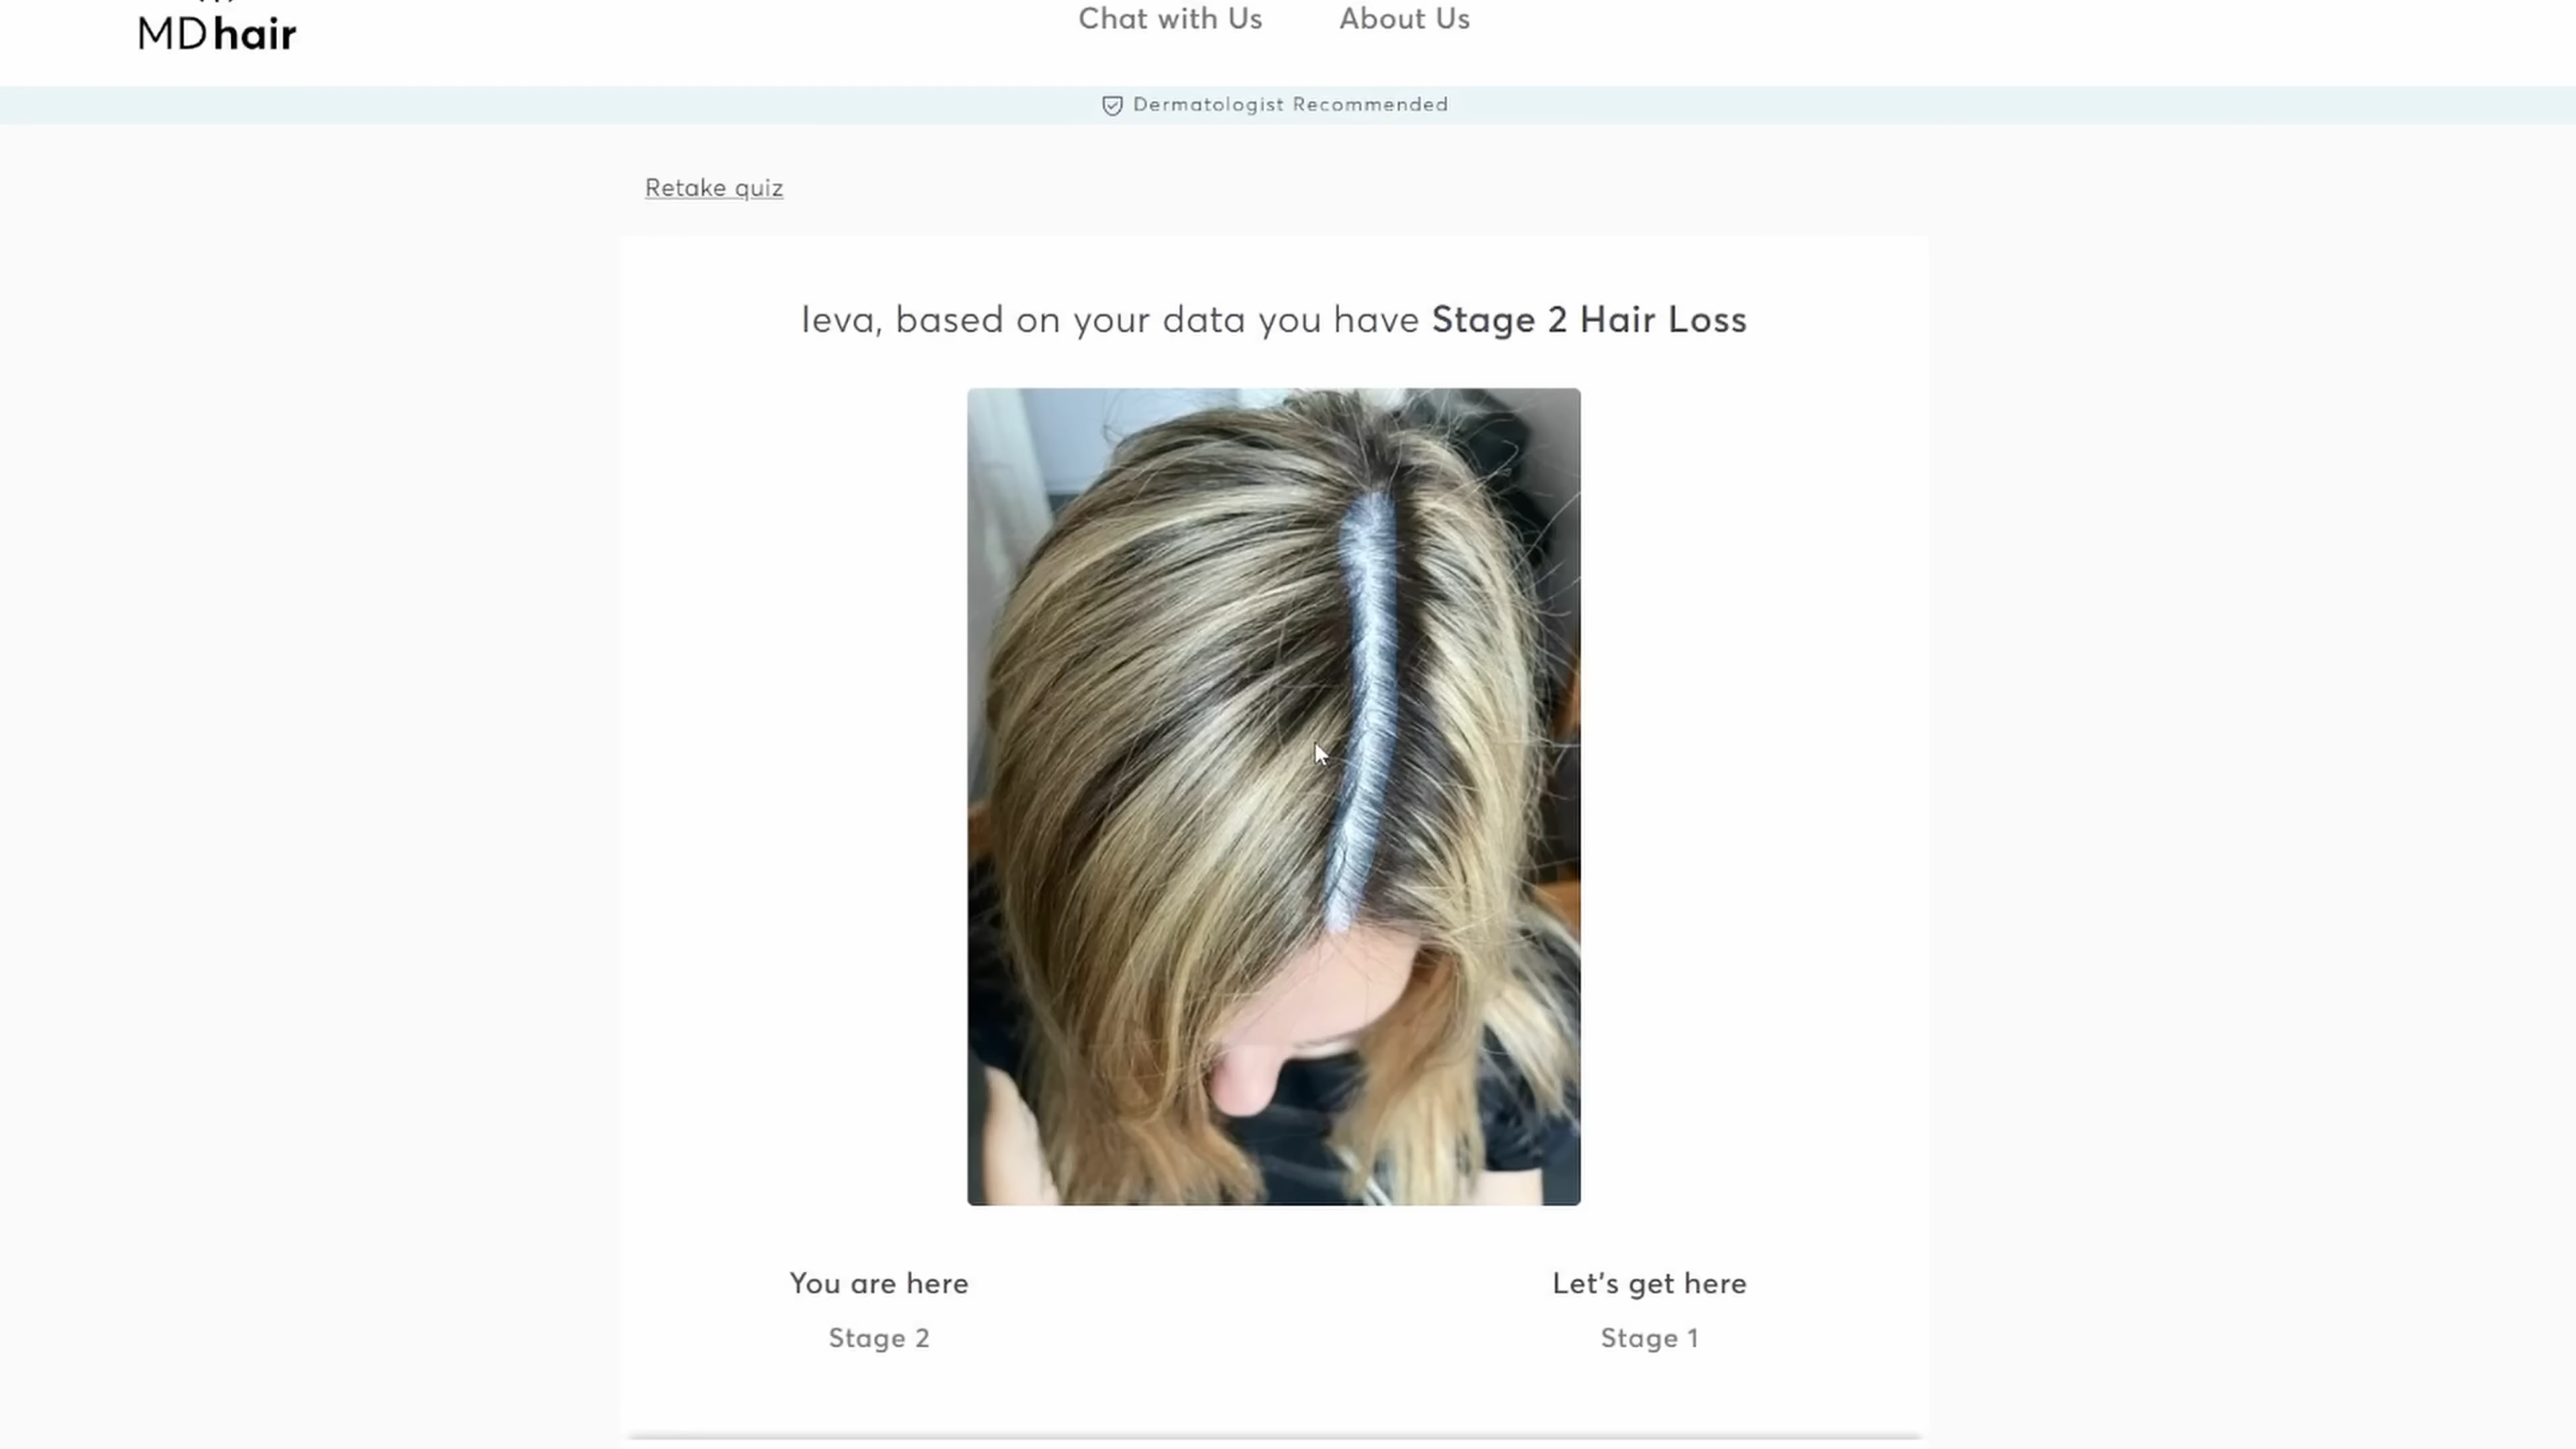 MDhair
Chat with Us
About Us
Dermatologist Recommended
Retake quiz
Ieva, based on your data you have Stage 2 Hair Loss
You are here
Let's get here
Stage 2
Stage 1